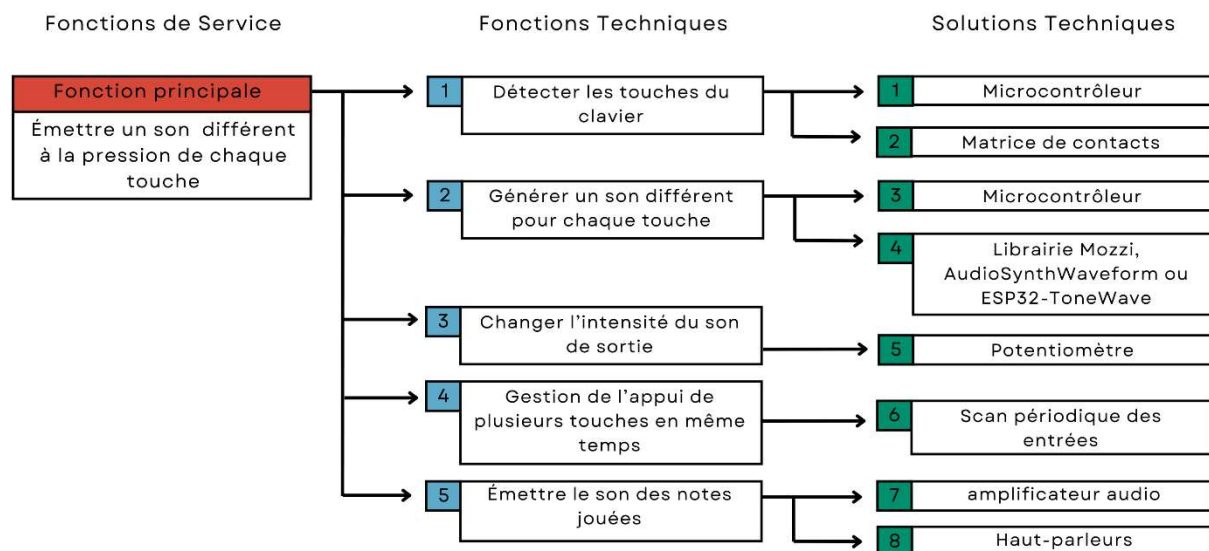 Fonctions de Service
Fonctions Techniques
Solutions Techniques
Fonction principale
Émettre un son différent
à la pression de chaque
touche
1
Détecter les touches du
clavier
1
Microcontrôleur
2
Matrice de contacts
2
Générer un son différent
pour chaque touche
3
Microcontrôleur
4
Librairie Mozzi,
AudioSynthWaveform ou
ESP32-ToneWave
3
Changer l'intensité du son
de sortie
5
Potentiomètre
4
Gestion de l'appui de
plusieurs touches en même
temps
6
Scan périodique des
entrées
5
Émettre le son des notes
jouées
7
amplificateur audio
8
Haut-parleurs